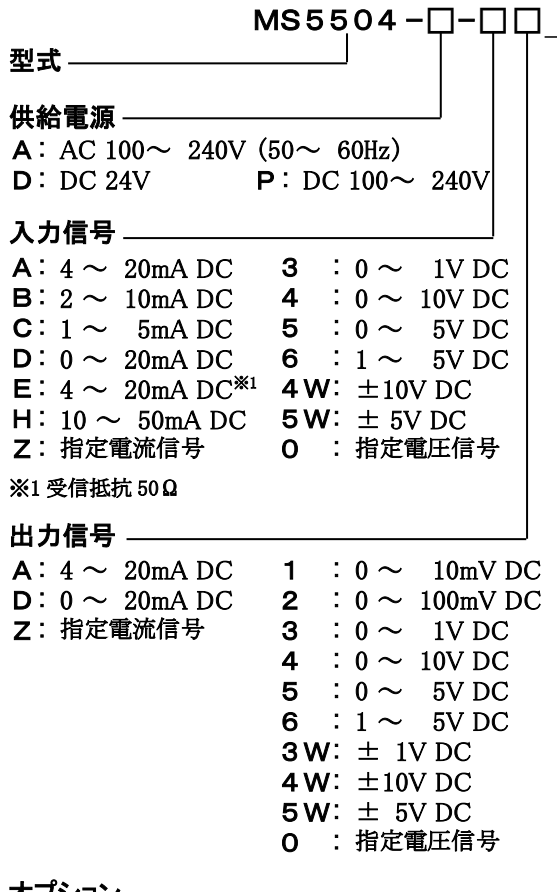 MS5504-□-□□_
型式
供給電源
A: AC 100～ 240V (50～ 60Hz)
D: DC 24V P: DC 100～ 240V
入力信号
A: 4 ～ 20mA DC 3 : 0 ～ 1V DC
B: 2 ～ 10mA DC 4 : 0 ～ 10V DC
C: 1 ～ 5mA DC 5 : 0 ～ 5V DC
D: 0 ～ 20mA DC 6 : 1 ～ 5V DC
E: 4 ～ 20mA DC※1 4W: ±10V DC
H: 10 ～ 50mA DC 5W: ± 5V DC
Z: 指定電流信号 0 : 指定電圧信号
※1 受信抵抗 50Ω
出力信号
A: 4 ～ 20mA DC 1 : 0 ～ 10mV DC
D: 0 ～ 20mA DC 2 : 0 ～ 100mV DC
Z: 指定電流信号 3 : 0 ～ 1V DC
4 : 0 ～ 10V DC
5 : 0 ～ 5V DC
6 : 1 ～ 5V DC
3W: ± 1V DC
4W: ±10V DC
5W: ± 5V DC
0 : 指定電圧信号
オプション